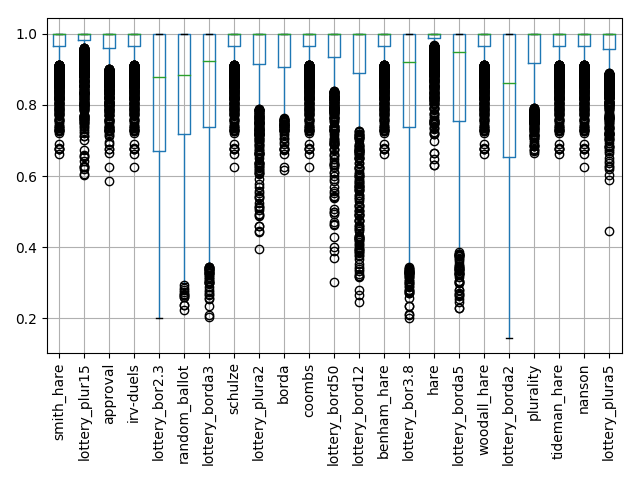 1.0
0.8
0.6
0.4
0.2
smith_hare
lottery_plur15
approval
irv-duels
lottery_bor2.3
random_ballot
lottery_borda3
schulze
lottery_plura2
borda
coombs
lottery_bord50
lottery_bord12
benham_hare
lottery_bor3.8
hare
lottery_borda5
woodall_hare
lottery_borda2
plurality
tideman_hare
nanson
lottery_plura5